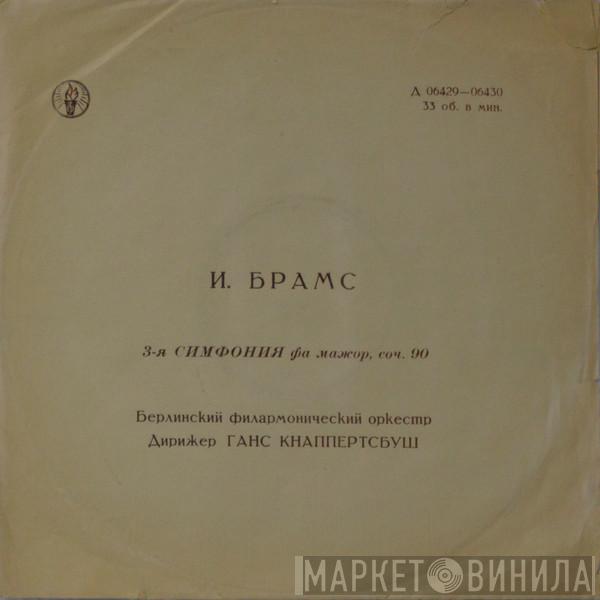 Д 06429—06430
33 об. в мин.
И. БРАМС
3-я СИМФОНИЯ фа мажор, соч. 90
Берлинский филармонический оркестр
Дирижер ГАНС КНАППЕРТСБУШ
МАРКЕТ ВИНИЛА